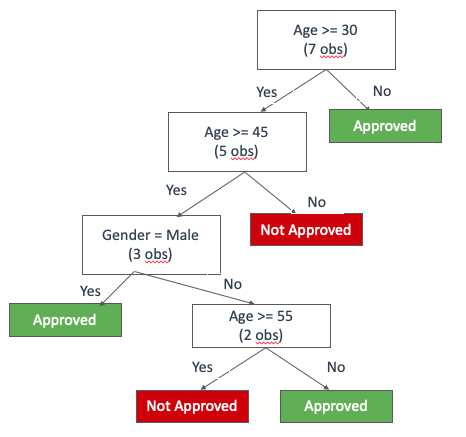 Age >= 30
(7 obs)
Yes
No
Approved
Age >= 45
(5 obs)
Yes
No
Not Approved
Gender = Male
(3 obs)
Yes
No
Approved
Age >= 55
(2 obs)
Yes
No
Not Approved
Approved